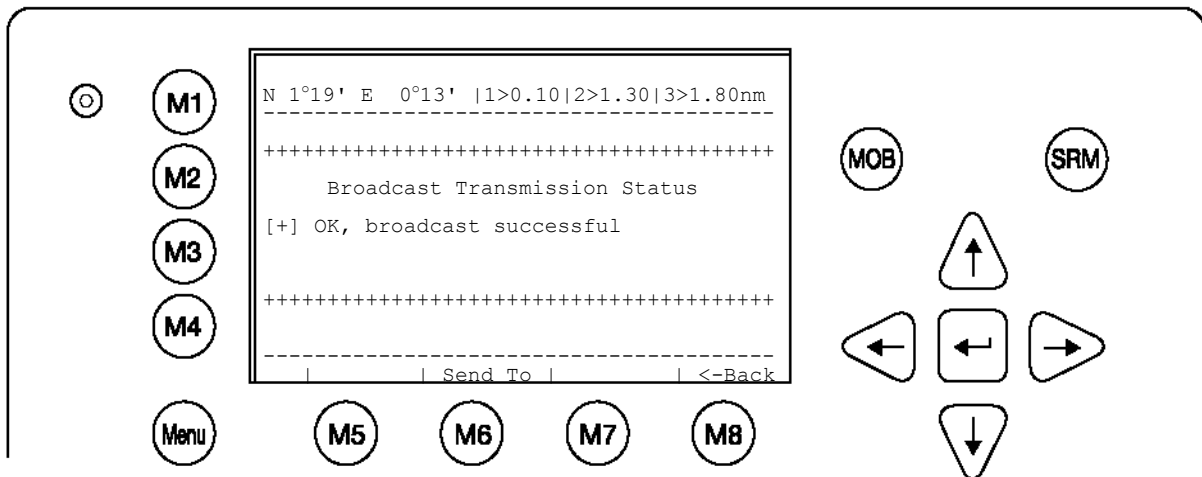 N 1°19' E 0°13' |1>0.10|2>1.30|3>1.80nm
----------------------------------------
++++++++++++++++++++++++++++++++++++++++
Broadcast Transmission Status
[+] OK, broadcast successful
++++++++++++++++++++++++++++++++++++++++
----------------------------------------
| | Send To | | <-Back
M1
M2
M3
M4
Menu
M5
M6
M7
M8
MOB
SRM